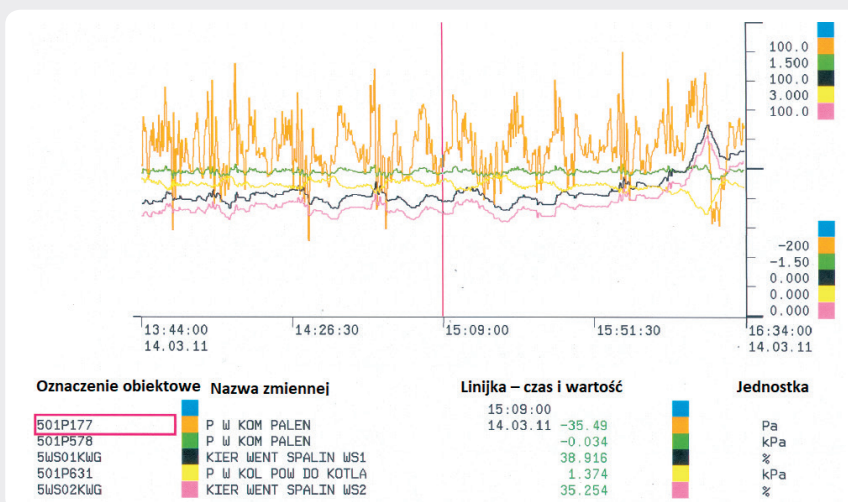 100.0
1.500
100.0
3.000
100.0
-200
-1.50
0.000
0.000
0.000
13:44:00 14:26:30 15:09:00 15:51:30 16:34:00
14.03.11 14.03.11
Oznaczenie obiektowe Nazwa zmiennej Linijka – czas i wartość Jednostka
15:09:00
501P177 P W KOM PALEN 14.03.11 -35.49 Pa
501P578 P W KOM PALEN -0.034 kPa
5WS01KWG KIER WENT SPALIN WS1 38.916 %
501P631 P W KOL POW DO KOTLA 1.374 kPa
5WS02KWG KIER WENT SPALIN WS2 35.254 %